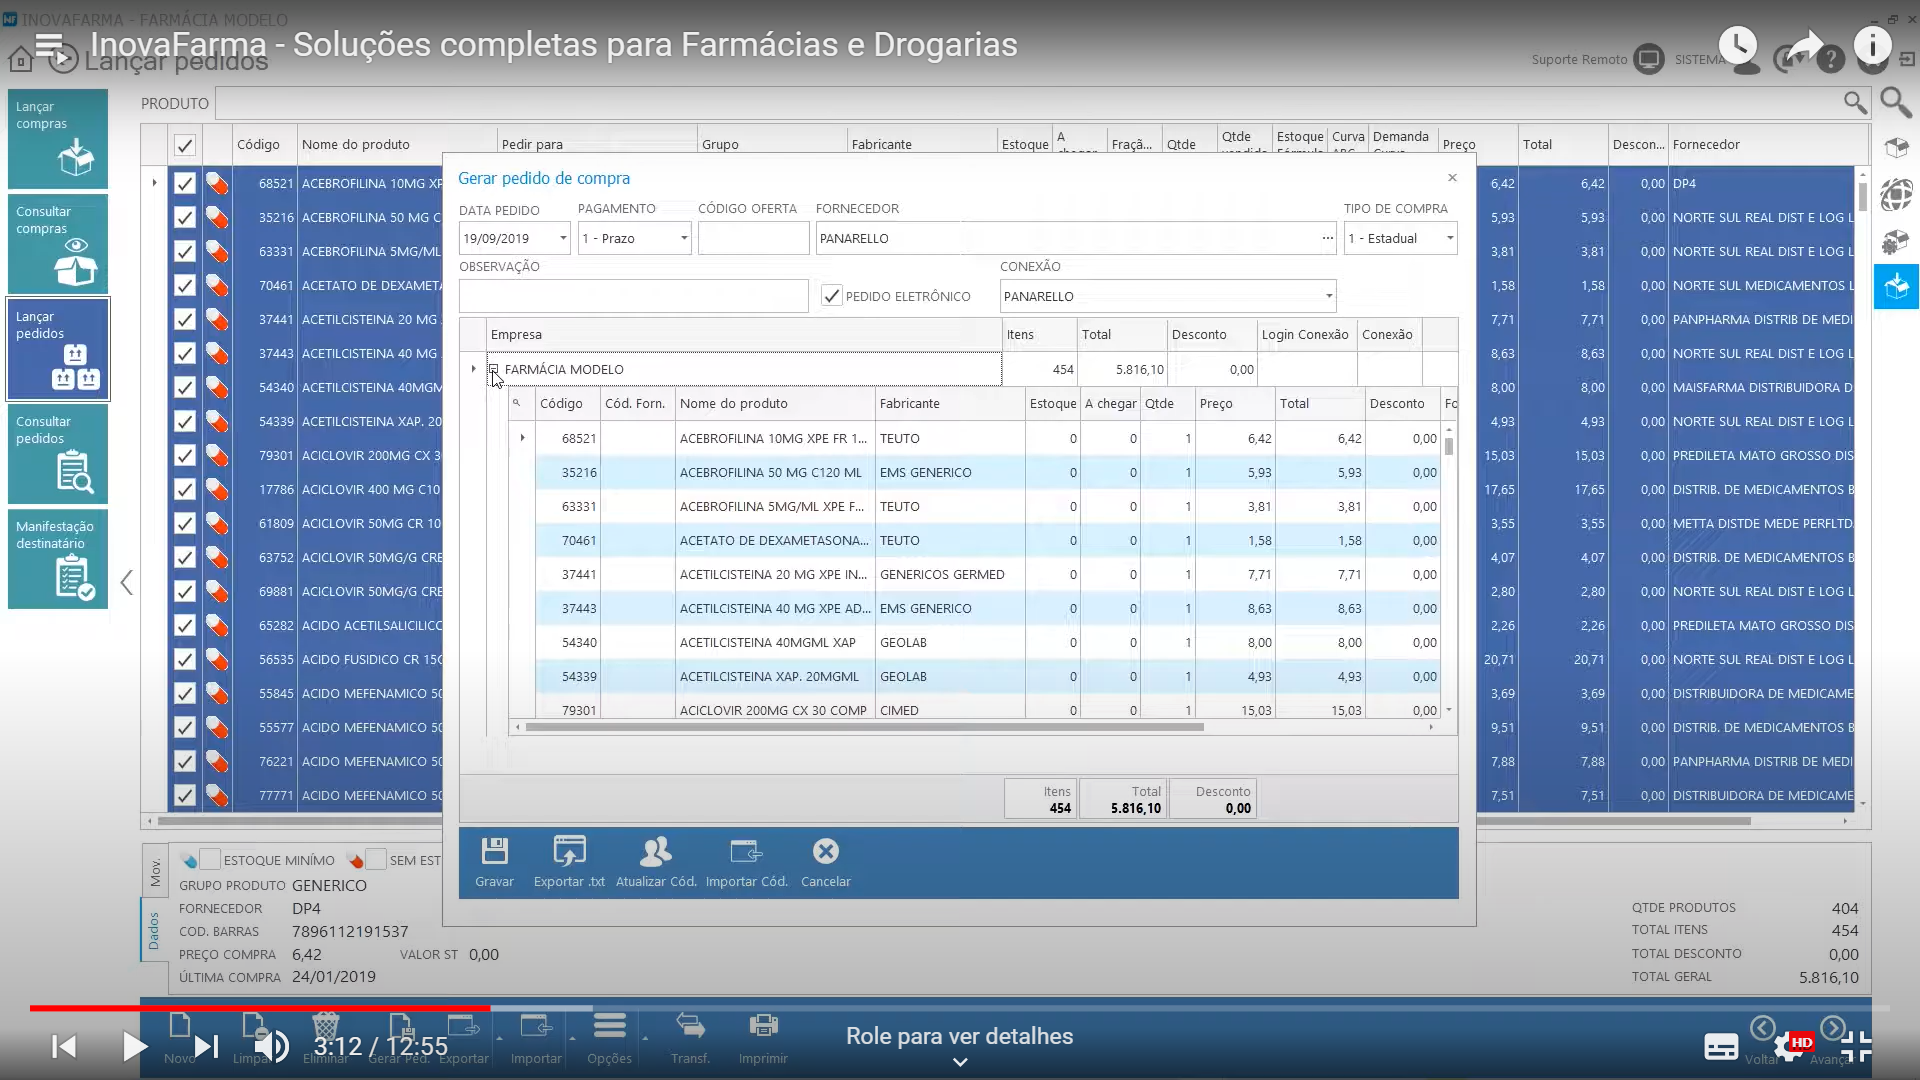 INOVAFARMA - FARMÁCIA MODELO
InovaFarma - Soluções completas para Farmácias e Drogarias
Lançar pedidos
Suporte Remoto
SISTEMA
Lançar compras
Consultar compras
Lançar pedidos
Consultar pedidos
Manifestação destinatário
PRODUTO
Código Nome do produto Pedir para Grupo Fabricante Estoque A Fraçã... Qtde Qtde Estoque Curva Demanda Preço Total Descon... Fornecedor
68521 ACEBROFILINA 10MG XP 6,42 6,42 0,00 DP4
35216 ACEBROFILINA 50 MG C 5,93 5,93 0,00 NORTE SUL REAL DIST E LOG L
63331 ACEBROFILINA 5MG/ML 3,81 3,81 0,00 NORTE SUL REAL DIST E LOG L
70461 ACETATO DE DEXAMETA 1,58 1,58 0,00 NORTE SUL MEDICAMENTOS L
37441 ACETILCISTEINA 20 MG 7,71 7,71 0,00 PANPHARMA DISTRIB DE MEDI
37443 ACETILCISTEINA 40 MG 8,63 8,63 0,00 PANPHARMA DISTRIB DE MEDI
54340 ACETILCISTEINA 40MGM 8,00 8,00 0,00 MAISFARMA DISTRIBUIDORA D
54339 ACETILCISTEINA XAP. 20 4,93 4,93 0,00 NORTE SUL REAL DIST E LOG L
79301 ACICLOVIR 200MG CX 3 15,03 15,03 0,00 PREDILETA MATO GROSSO DIS
17786 ACICLOVIR 400 MG C10 17,65 17,65 0,00 DISTRIB. DE MEDICAMENTOS B
61809 ACICLOVIR 50MG CR 10 3,55 3,55 0,00 METTA DISTDE MEDE PERFLTD
63752 ACICLOVIR 50MG/G CRE 4,07 4,07 0,00 DISTRIB. DE MEDICAMENTOS B
69881 ACICLOVIR 50MG/G CRE 2,80 2,80 0,00 NORTE SUL REAL DIST E LOG L
65282 ACIDO ACETILSALICILICO 2,26 2,26 0,00 PREDILETA MATO GROSSO DIS
56535 ACIDO FUSIDICO CR 15G 20,71 20,71 0,00 NORTE SUL REAL DIST E LOG L
55845 ACIDO MEFENAMICO 50 3,69 3,69 0,00 DISTRIBUIDORA DE MEDICAME
55577 ACIDO MEFENAMICO 50 9,51 9,51 0,00 DISTRIB. DE MEDICAMENTOS B
76221 ACIDO MEFENAMICO 50 7,88 7,88 0,00 PANPHARMA DISTRIB DE MEDI
77771 ACIDO MEFENAMICO 50 7,51 7,51 0,00 DISTRIBUIDORA DE MEDICAME
Gerar pedido de compra
DATA PEDIDO PAGAMENTO CÓDIGO OFERTA FORNECEDOR TIPO DE COMPRA
19/09/2019 1 - Prazo PANARELLO ... 1 - Estadual
OBSERVAÇÃO CONEXÃO
PEDIDO ELETRÔNICO PANARELLO
Empresa Itens Total Desconto Login Conexão Conexão
FARMÁCIA MODELO 454 5.816,10 0,00
Código Cód. Forn. Nome do produto Fabricante Estoque A chegar Qtde Preço Total Desconto Fo
68521 ACEBROFILINA 10MG XPE FR 1... TEUTO 0 0 1 6,42 6,42 0,00
35216 ACEBROFILINA 50 MG C120 ML EMS GENERICO 0 0 1 5,93 5,93 0,00
63331 ACEBROFILINA 5MG/ML XPE F... TEUTO 0 0 1 3,81 3,81 0,00
70461 ACETATO DE DEXAMETASONA... TEUTO 0 0 1 1,58 1,58 0,00
37441 ACETILCISTEINA 20 MG XPE IN... GENERICOS GERMED 0 0 1 7,71 7,71 0,00
37443 ACETILCISTEINA 40 MG XPE AD... EMS GENERICO 0 0 1 8,63 8,63 0,00
54340 ACETILCISTEINA 40MGML XAP GEOLAB 0 0 1 8,00 8,00 0,00
54339 ACETILCISTEINA XAP. 20MGML GEOLAB 0 0 1 4,93 4,93 0,00
79301 ACICLOVIR 200MG CX 30 COMP CIMED 0 0 1 15,03 15,03 0,00
Itens Total Desconto
454 5.816,10 0,00
Gravar Exportar .txt Atualizar Cód. Importar Cód. Cancelar
Mov.
Dados
ESTOQUE MINÍMO SEM EST
GRUPO PRODUTO GENERICO
FORNECEDOR DP4
COD. BARRAS 7896112191537
PREÇO COMPRA 6,42 VALOR ST 0,00
ÚLTIMA COMPRA 24/01/2019
QTDE PRODUTOS 404
TOTAL ITENS 454
TOTAL DESCONTO 0,00
TOTAL GERAL 5.816,10
3:12 / 12:55
Role para ver detalhes
HD
Novo Limpa Eliminar Gerar Ped. Exportar Importar Opções Transf. Imprimir Voltar Avança